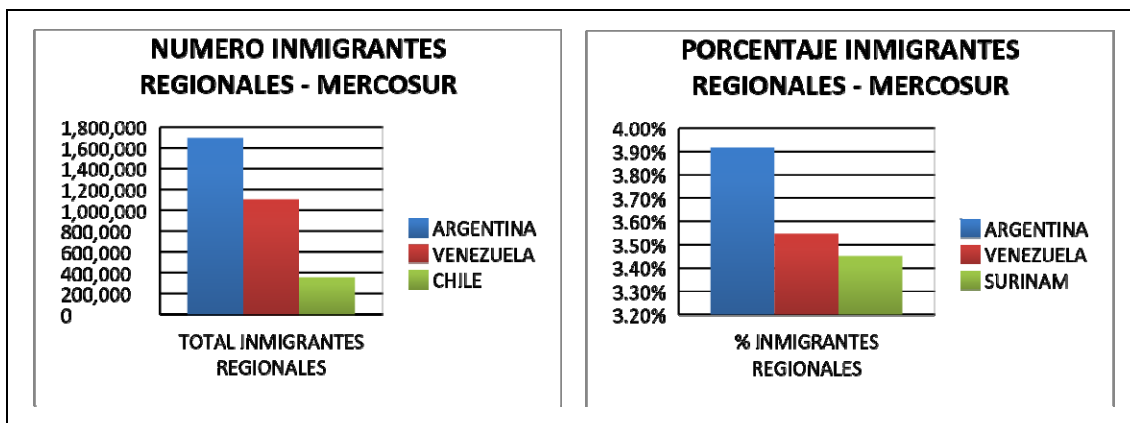 NUMERO INMIGRANTES
REGIONALES - MERCOSUR
1,800,000
1,600,000
1,400,000
1,200,000
1,000,000
800,000
600,000
400,000
200,000
0
ARGENTINA
VENEZUELA
CHILE
TOTAL INMIGRANTES
REGIONALES
PORCENTAJE INMIGRANTES
REGIONALES - MERCOSUR
4.00%
3.90%
3.80%
3.70%
3.60%
3.50%
3.40%
3.30%
3.20%
ARGENTINA
VENEZUELA
SURINAM
% INMIGRANTES
REGIONALES